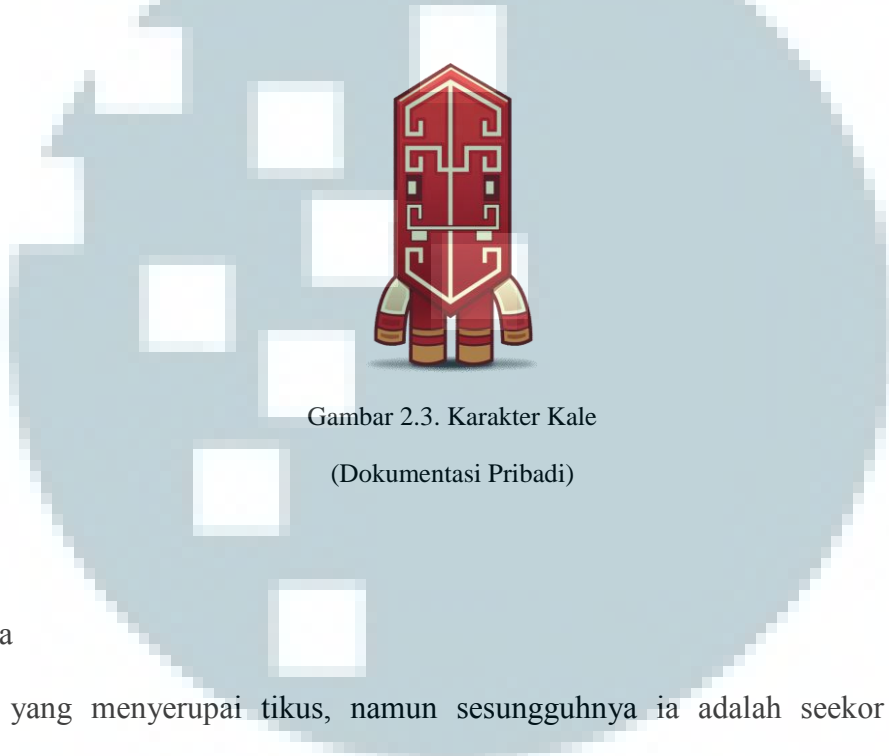 Gambar 2.3. Karakter Kale
(Dokumentasi Pribadi)
a
yang menyerupai tikus, namun sesungguhnya ia adalah seekor